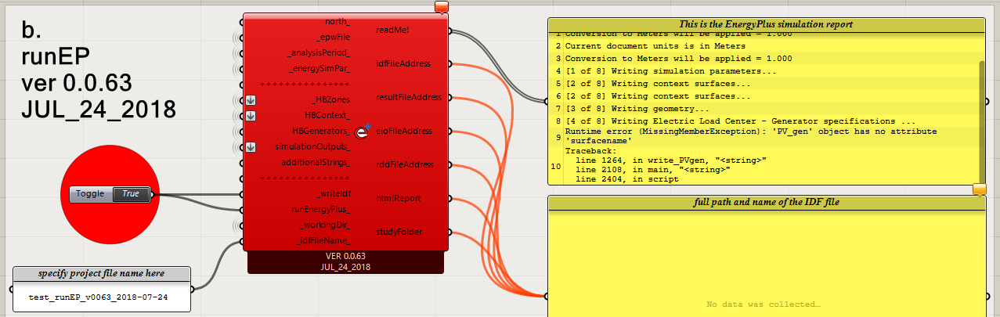 b.
runEP
ver 0.0.63
JUL_24_2018
Toggle True
specify project file name here
test_runEP_v0063_2018-07-24
north_
_epwFile
_analysisPeriod_
_energySimPar_
+ + + + + + + + + + + + + + +
_HBZones
HBContext_
HBGenerators_
simulationOutputs_
additionalStrings_
+ + + + + + + + + + + + + + +
_writeIdf
runEnergyPlus_
_workingDir_
_idfFileName_
readMe!
idfFileAddress
resultFileAddress
eioFileAddress
rddFileAddress
htmlReport
studyFolder
VER 0.0.63
JUL_24_2018
This is the EnergyPlus simulation report
1 Conversion to Meters will be applied = 1.000
2 Current document units is in Meters
3 Conversion to Meters will be applied = 1.000
4 [1 of 8] Writing simulation parameters...
5 [2 of 8] Writing context surfaces...
6 [2 of 8] Writing context surfaces...
7 [3 of 8] Writing geometry...
8 [4 of 8] Writing Electric Load Center - Generator specifications ...
9 Runtime error (MissingMemberException): 'PV_gen' object has no attribute
'surfacename'
10 Traceback:
line 1264, in write_PVgen, "<string>"
line 2108, in main, "<string>"
line 2404, in script
full path and name of the IDF file
No data was collected...